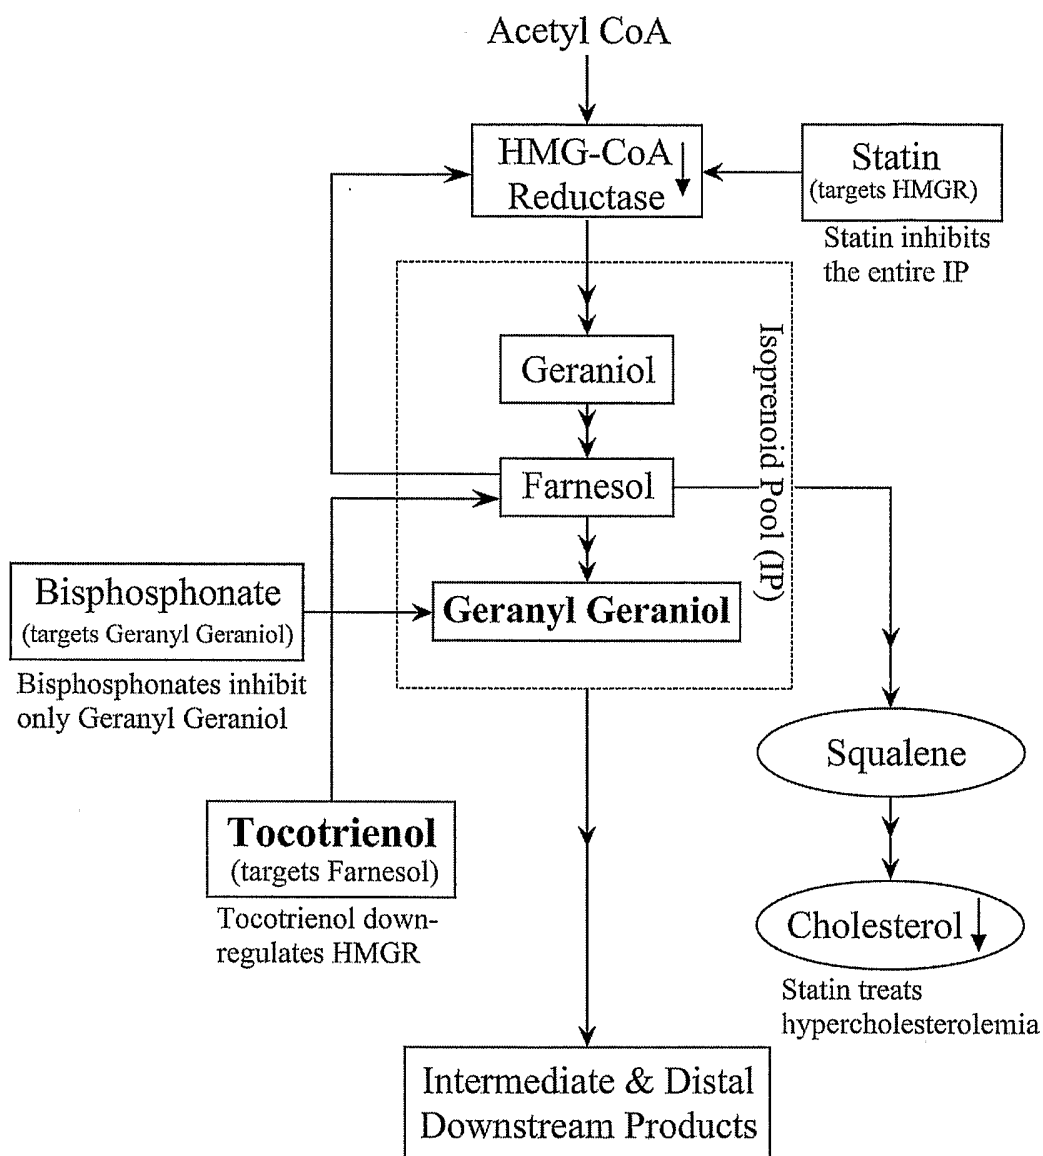 Acetyl CoA
HMG-CoA
Reductase
Statin
(targets HMGR)
Statin inhibits
the entire IP
Isoprenoid Pool (IP)
Geraniol
Farnesol
Geranyl Geraniol
Bisphosphonate
(targets Geranyl Geraniol)
Bisphosphonates inhibit
only Geranyl Geraniol
Squalene
Tocotrienol
(targets Farnesol)
Tocotrienol down-
regulates HMGR
Cholesterol
Statin treats
hypercholesterolemia
Intermediate & Distal
Downstream Products